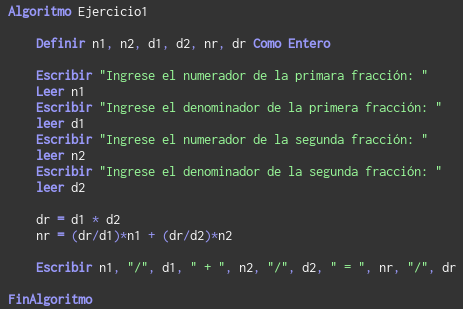 Algoritmo Ejercicio1
Definir n1, n2, d1, d2, nr, dr Como Entero
Escribir "Ingrese el numerador de la primara fracción: "
Leer n1
Escribir "Ingrese el denominador de la primera fracción: "
leer d1
Escribir "Ingrese el numerador de la segunda fracción: "
leer n2
Escribir "Ingrese el denominador de la segunda fracción: "
leer d2
dr = d1 * d2
nr = (dr/d1)*n1 + (dr/d2)*n2
Escribir n1, "/", d1, " + ", n2, "/", d2, " = ", nr, "/", dr
FinAlgoritmo